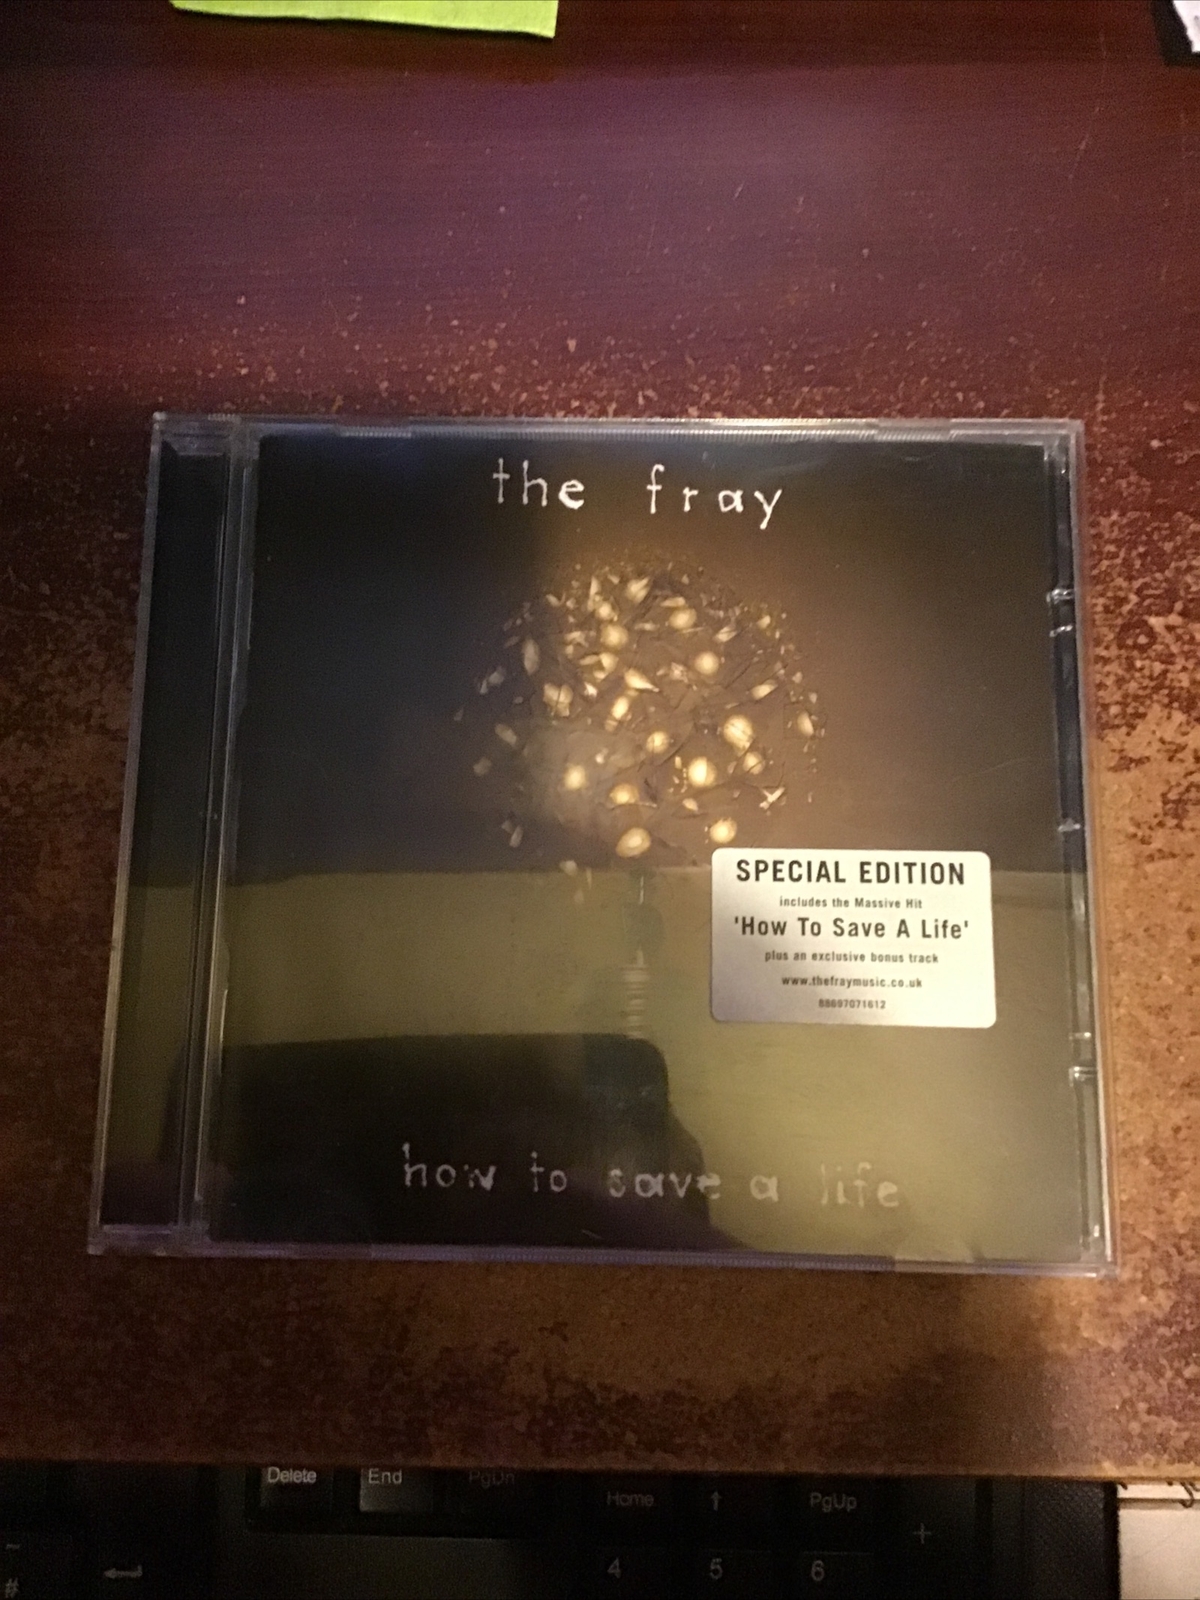 the fray
SPECIAL EDITION
includes the Massive Hit
'How To Save A Life'
plus an exclusive bonus track
www.thefraymusic.co.uk
88697071612
how to save a life
Delete End PgDn
Home ↑ PgUp
+
4 5 6
~
#